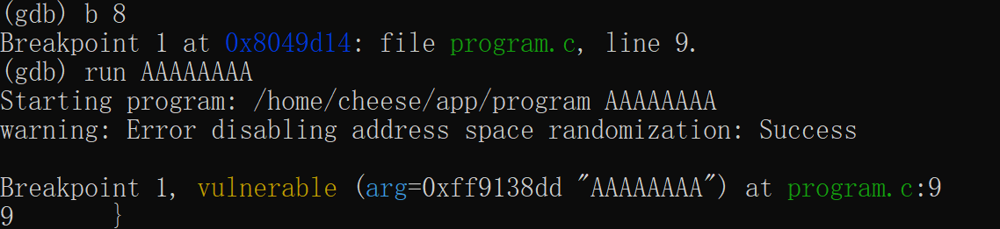 (gdb) b 8
Breakpoint 1 at 0x8049d14: file program.c, line 9.
(gdb) run AAAAAAAA
Starting program: /home/cheese/app/program AAAAAAAA
warning: Error disabling address space randomization: Success
Breakpoint 1, vulnerable (arg=0xff9138dd "AAAAAAAA") at program.c:9
9       }